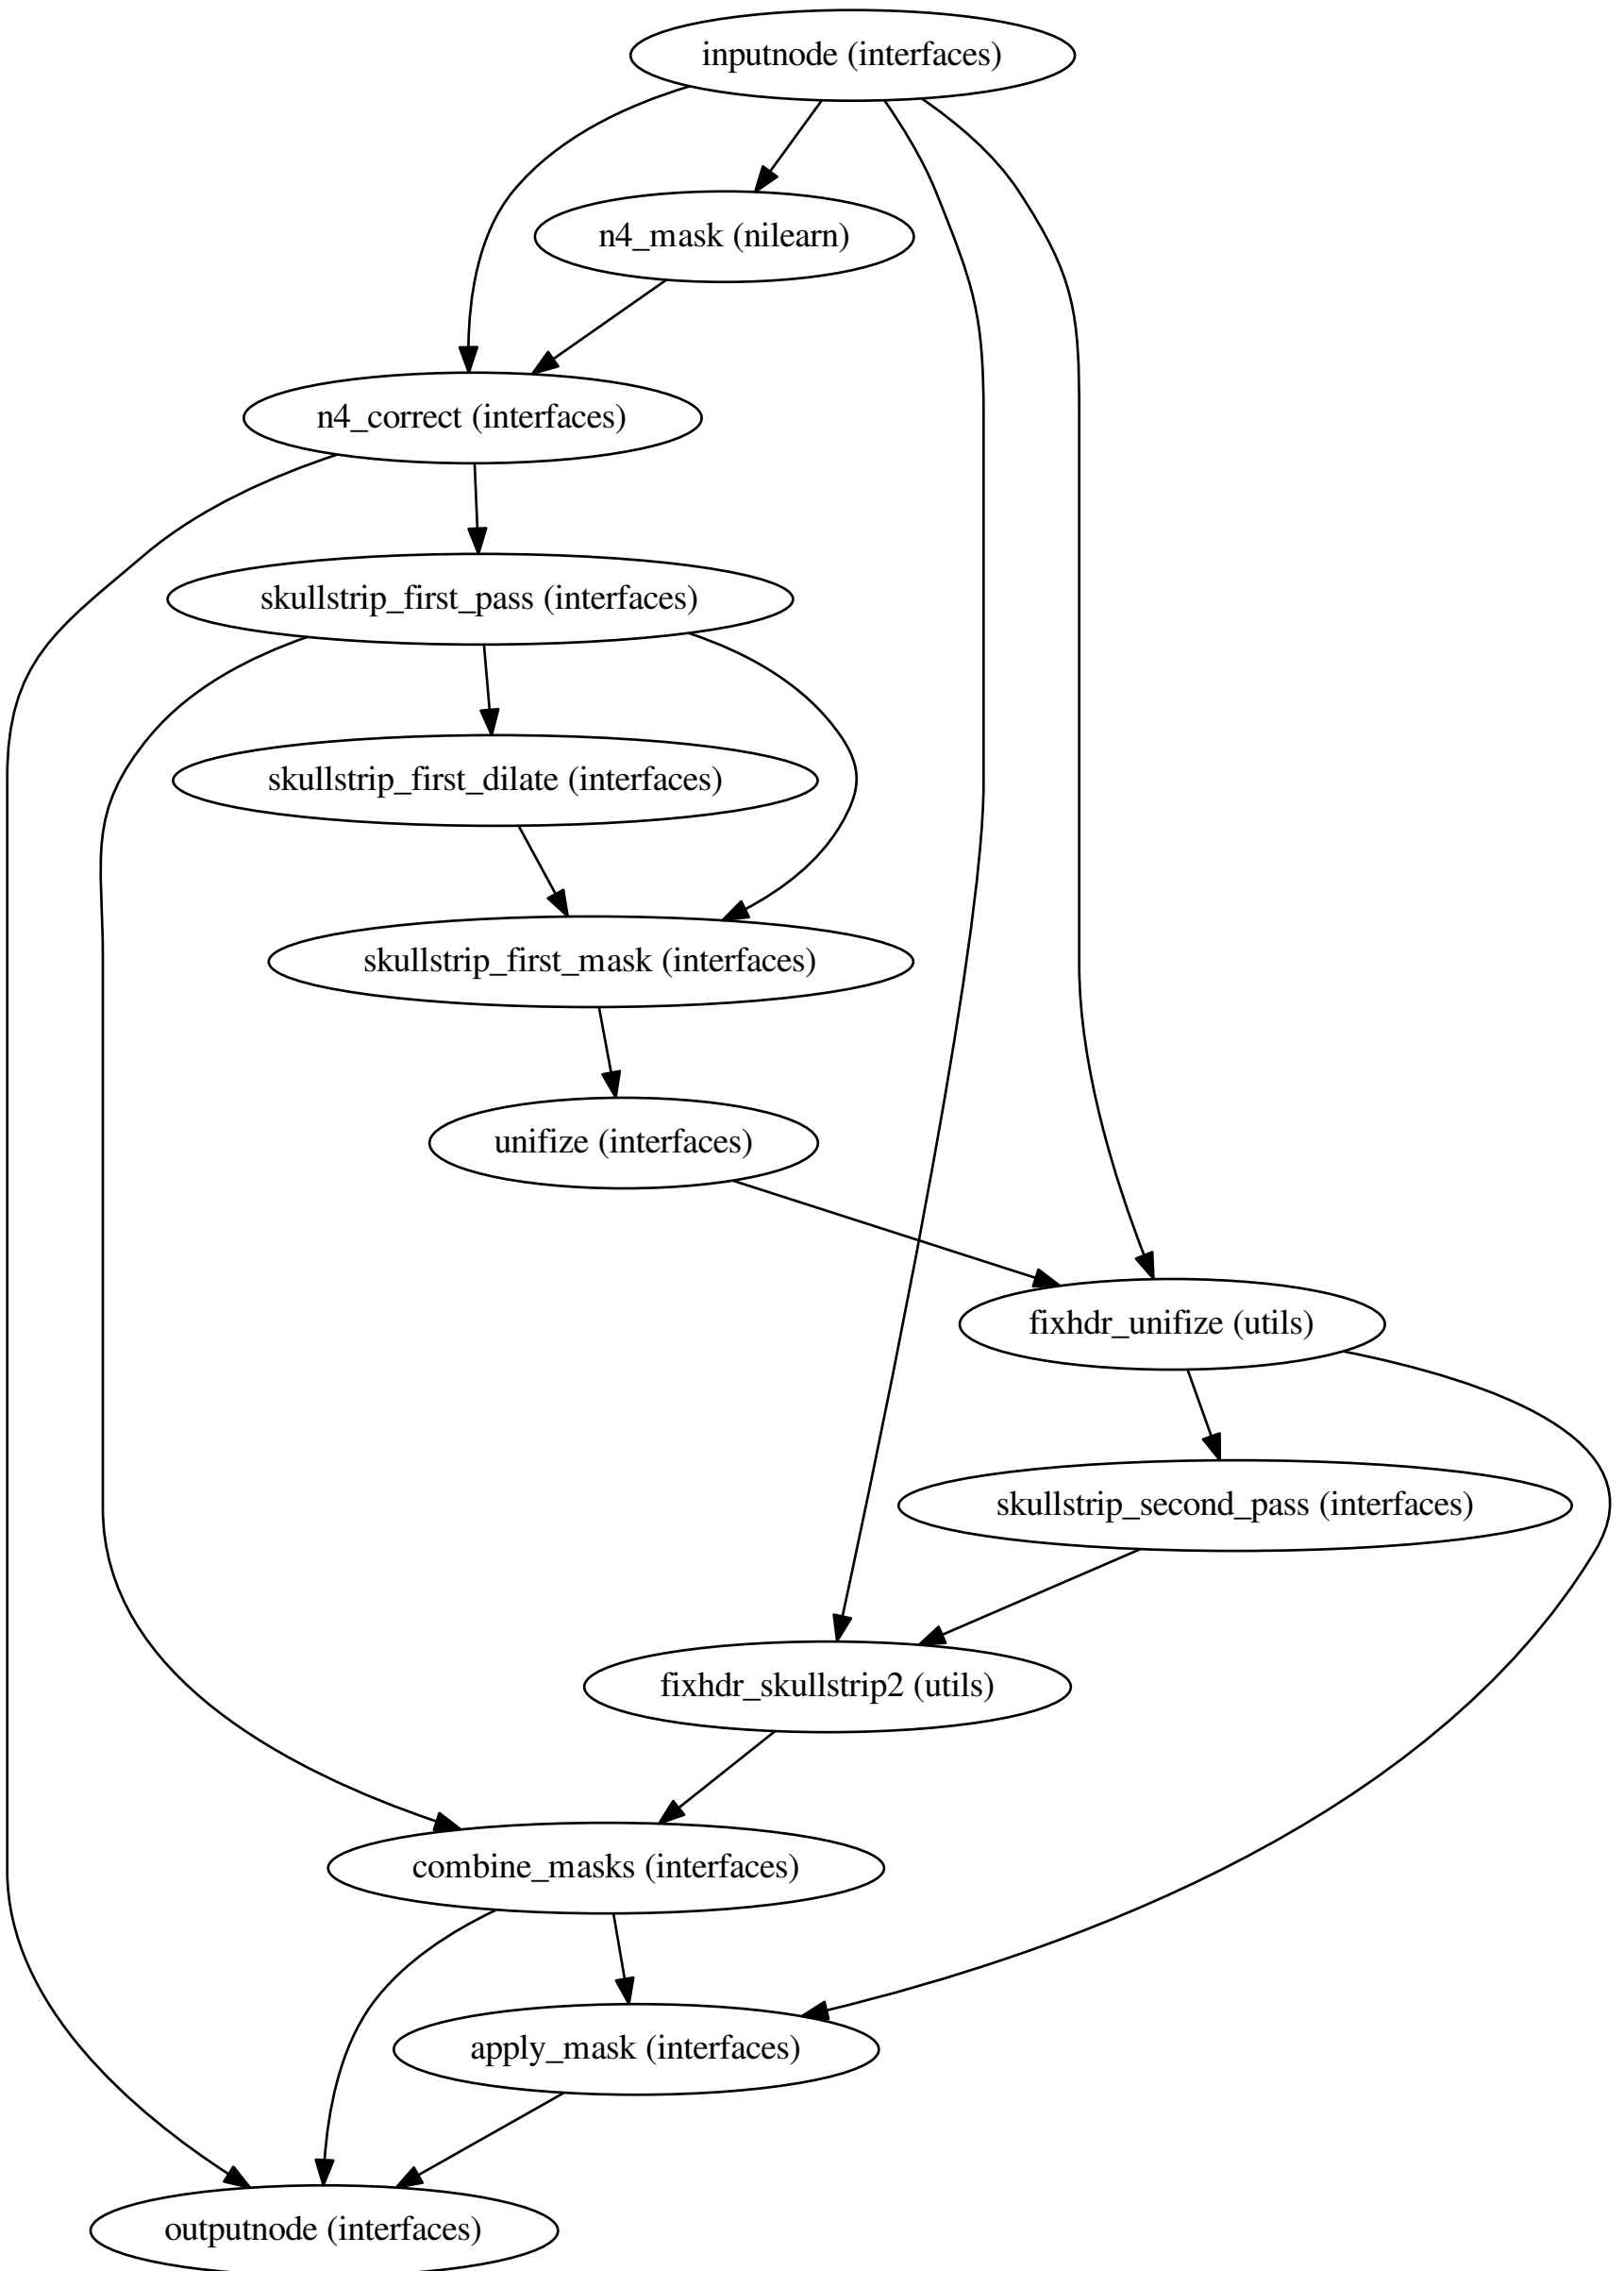 inputnode (interfaces)
n4_mask (nilearn)
n4_correct (interfaces)
skullstrip_first_pass (interfaces)
skullstrip_first_dilate (interfaces)
skullstrip_first_mask (interfaces)
unifize (interfaces)
fixhdr_unifize (utils)
skullstrip_second_pass (interfaces)
fixhdr_skullstrip2 (utils)
combine_masks (interfaces)
apply_mask (interfaces)
outputnode (interfaces)